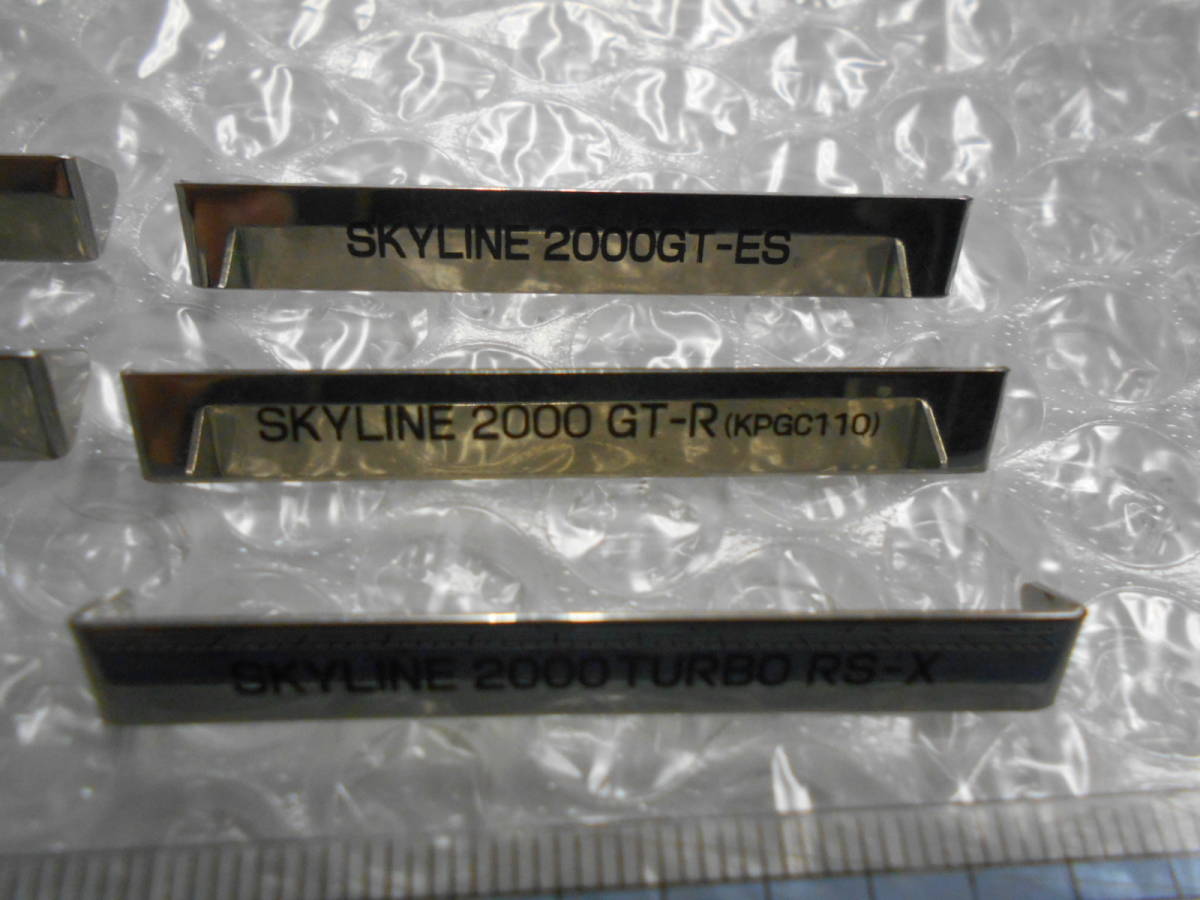 SKYLINE 2000GT-ES
SKYLINE 2000 GT-R (KPGC110)
SKYLINE 2000 TURBO RS-X